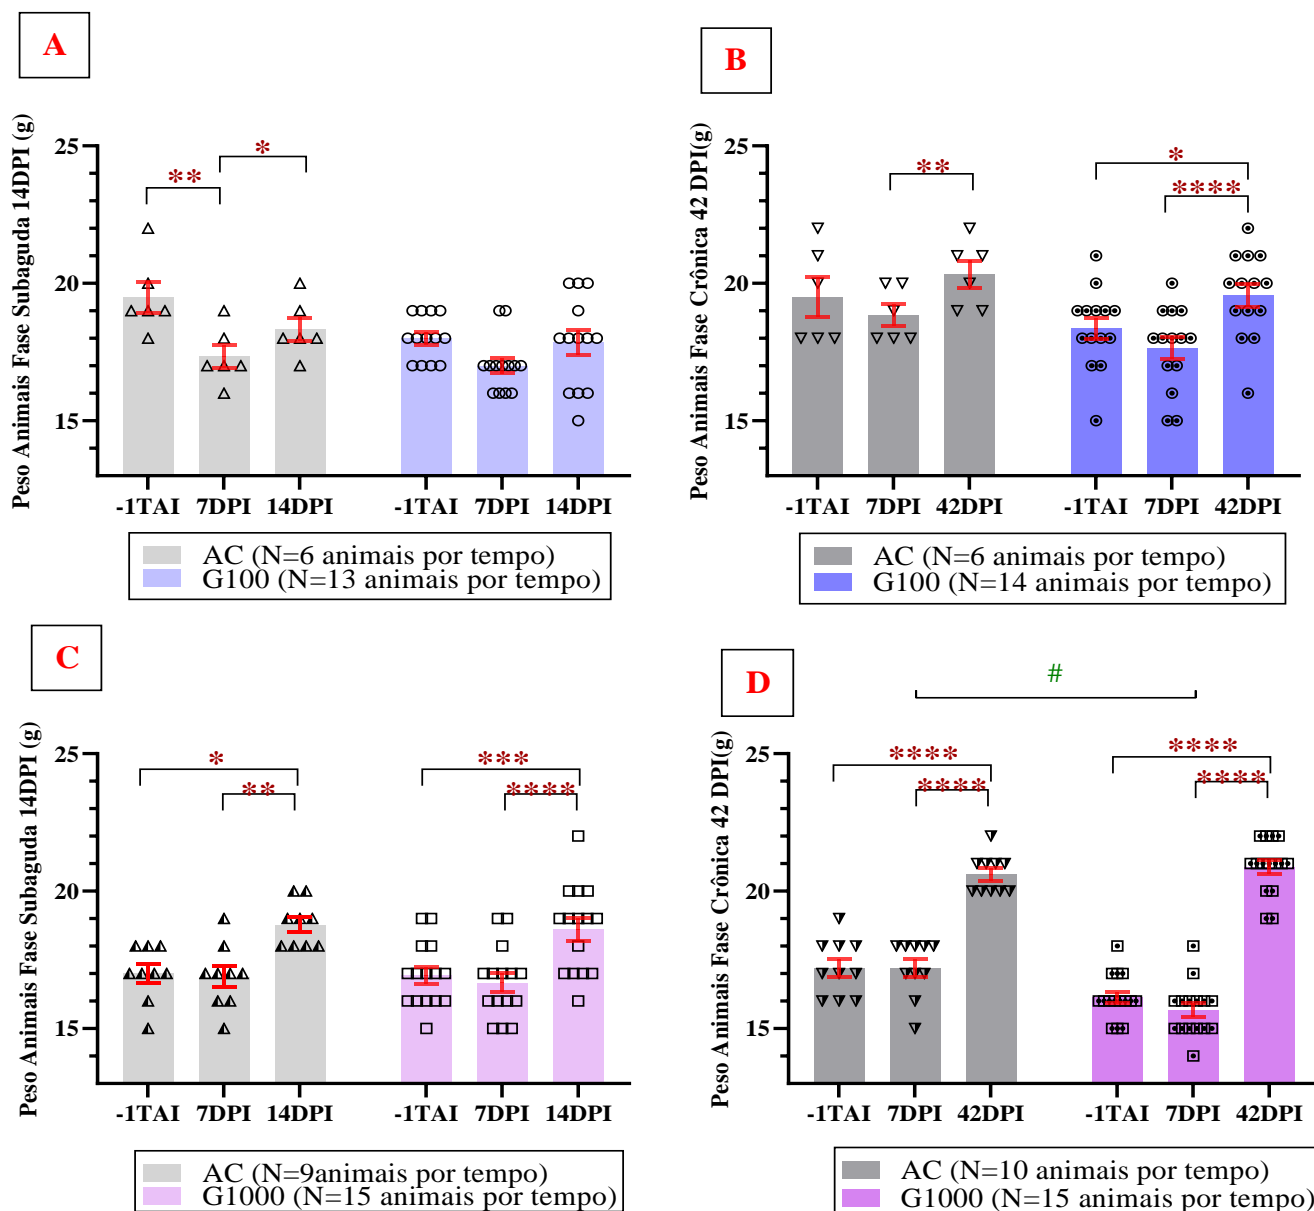 A
Peso Animais Fase Subaguda 14DPI (g)
25
20
15
**
*
-1TAI 7DPI 14DPI -1TAI 7DPI 14DPI
AC (N=6 animais por tempo)
G100 (N=13 animais por tempo)
B
Peso Animais Fase Crônica 42 DPI(g)
25
20
15
**
*
****
-1TAI 7DPI 42DPI -1TAI 7DPI 42DPI
AC (N=6 animais por tempo)
G100 (N=14 animais por tempo)
C
Peso Animais Fase Subaguda 14DPI (g)
25
20
15
*
**
***
****
-1TAI 7DPI 14DPI -1TAI 7DPI 14DPI
AC (N=9animais por tempo)
G1000 (N=15 animais por tempo)
D
Peso Animais Fase Crônica 42 DPI(g)
25
20
15
#
****
****
****
****
-1TAI 7DPI 42DPI -1TAI 7DPI 42DPI
AC (N=10 animais por tempo)
G1000 (N=15 animais por tempo)